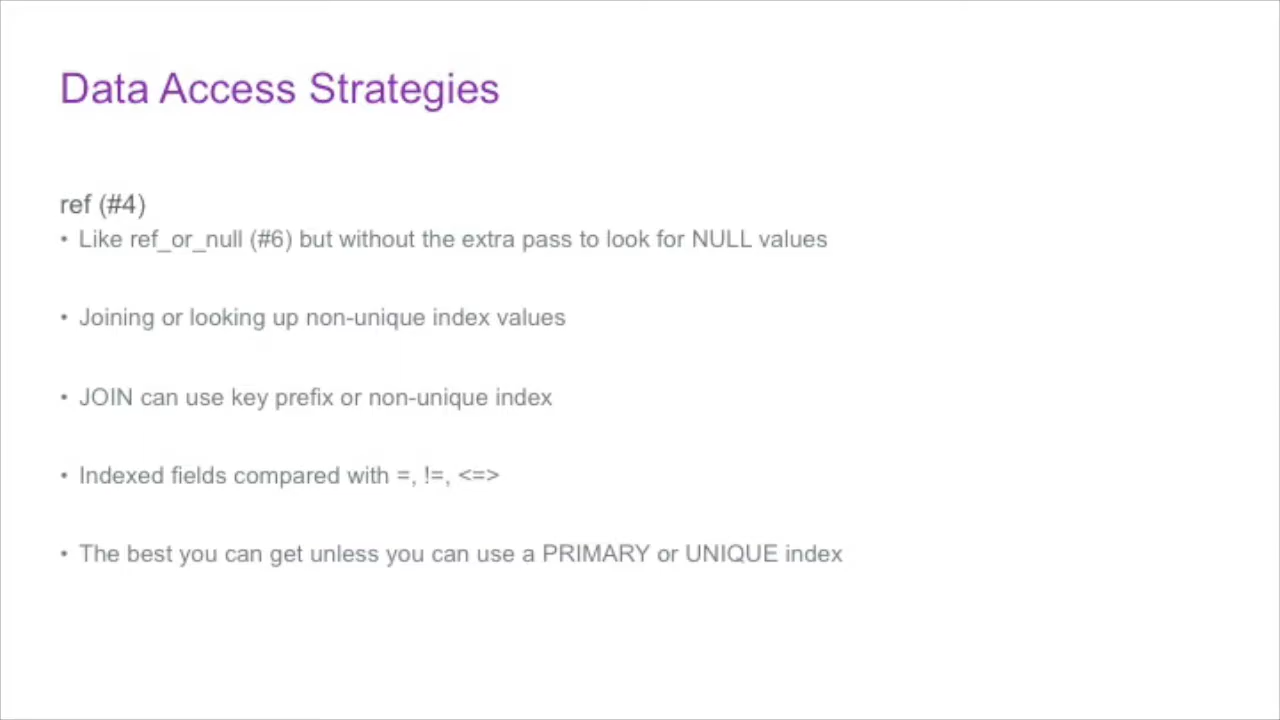 Data Access Strategies
ref (#4)
• Like ref_or_null (#6) but without the extra pass to look for NULL values
• Joining or looking up non-unique index values
• JOIN can use key prefix or non-unique index
• Indexed fields compared with =, !=, <=>
• The best you can get unless you can use a PRIMARY or UNIQUE index